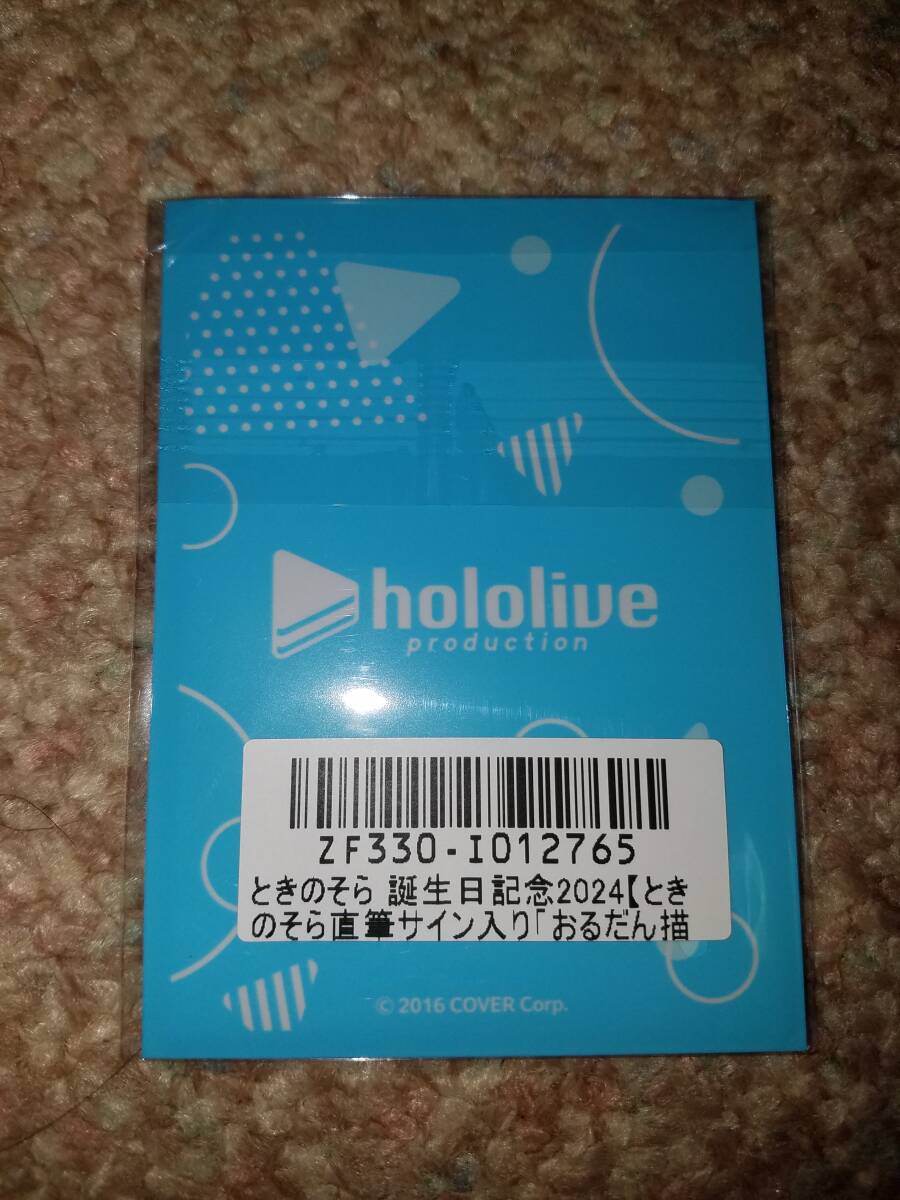 hololive
production
ZF330-I012765
ときのそら 誕生日記念2024【とき
のそら直筆サイン入り「おるだん描
© 2016 COVER Corp.